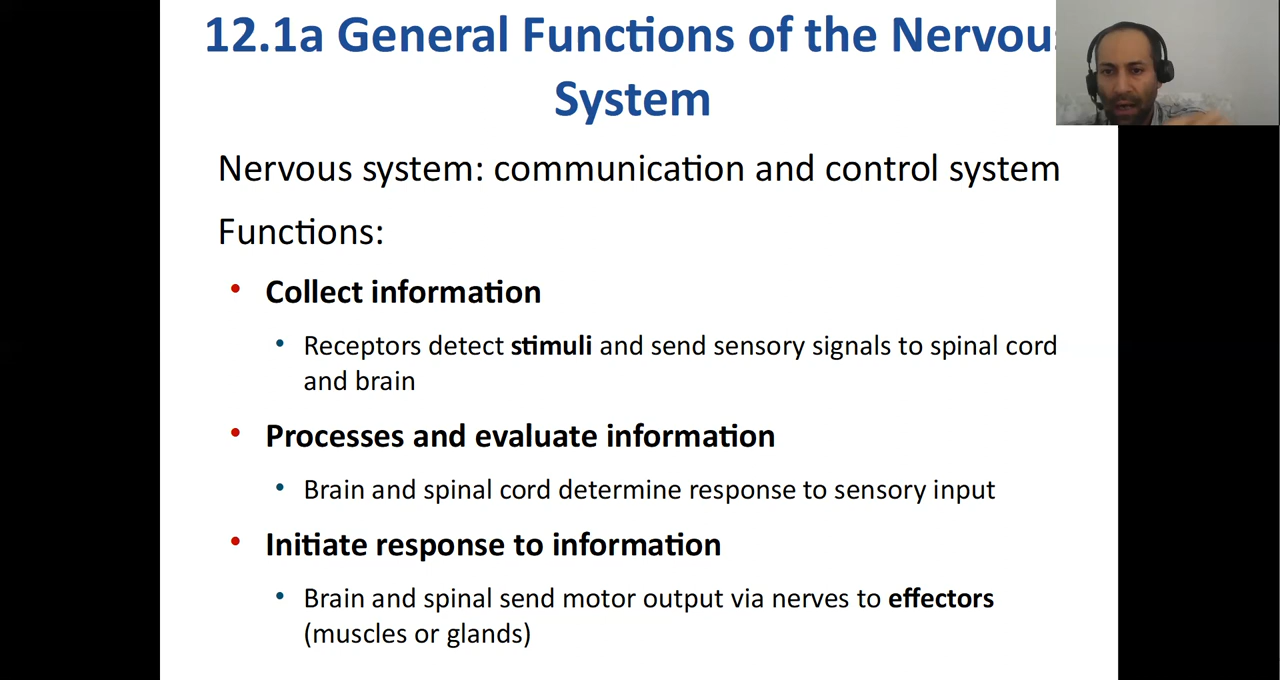 12.1a General Functions of the Nervous
System
Nervous system: communication and control system
Functions:
• Collect information
• Receptors detect stimuli and send sensory signals to spinal cord
and brain
• Processes and evaluate information
• Brain and spinal cord determine response to sensory input
• Initiate response to information
• Brain and spinal send motor output via nerves to effectors
(muscles or glands)